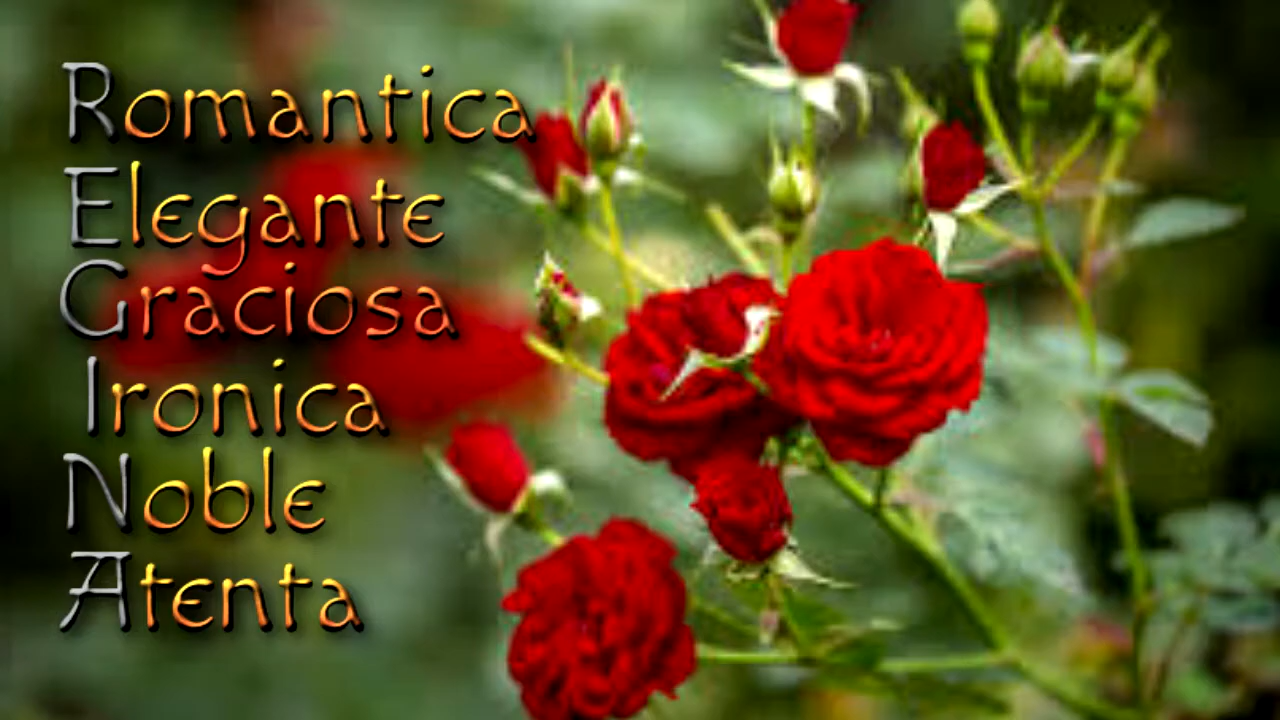 Romantica
Elegante
Graciosa
Ironica
Noble
Atenta